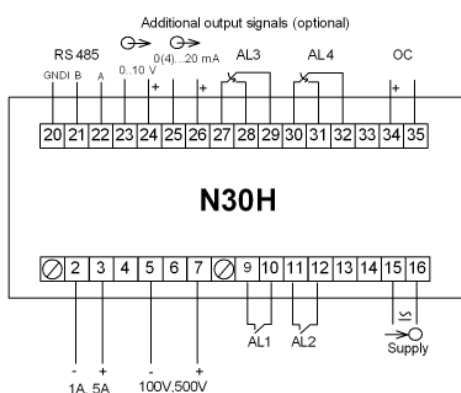 Additional output signals (optional)
RS 485
0..10 V
0(4)...20 mA
AL3
AL4
OC
GNDI B A
+ + +
20 21 22 23 24 25 26 27 28 29 30 31 32 33 34 35
N30H
2 3 4 5 6 7 9 10 11 12 13 14 15 16
AL1 AL2
Supply
- + - +
1A, 5A 100V,500V